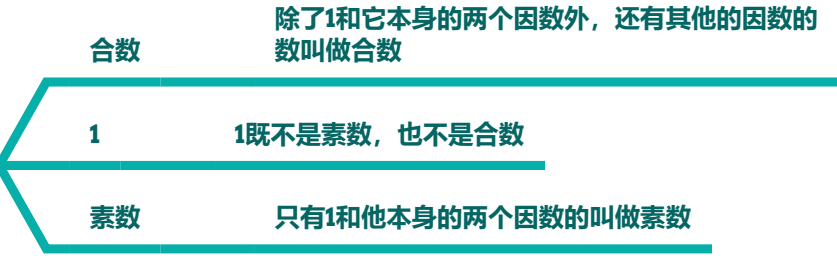 除了1和它本身的两个因数外，还有其他的因数的
合数
数叫做合数
1
1既不是素数，也不是合数
素数
只有1和他本身的两个因数的叫做素数